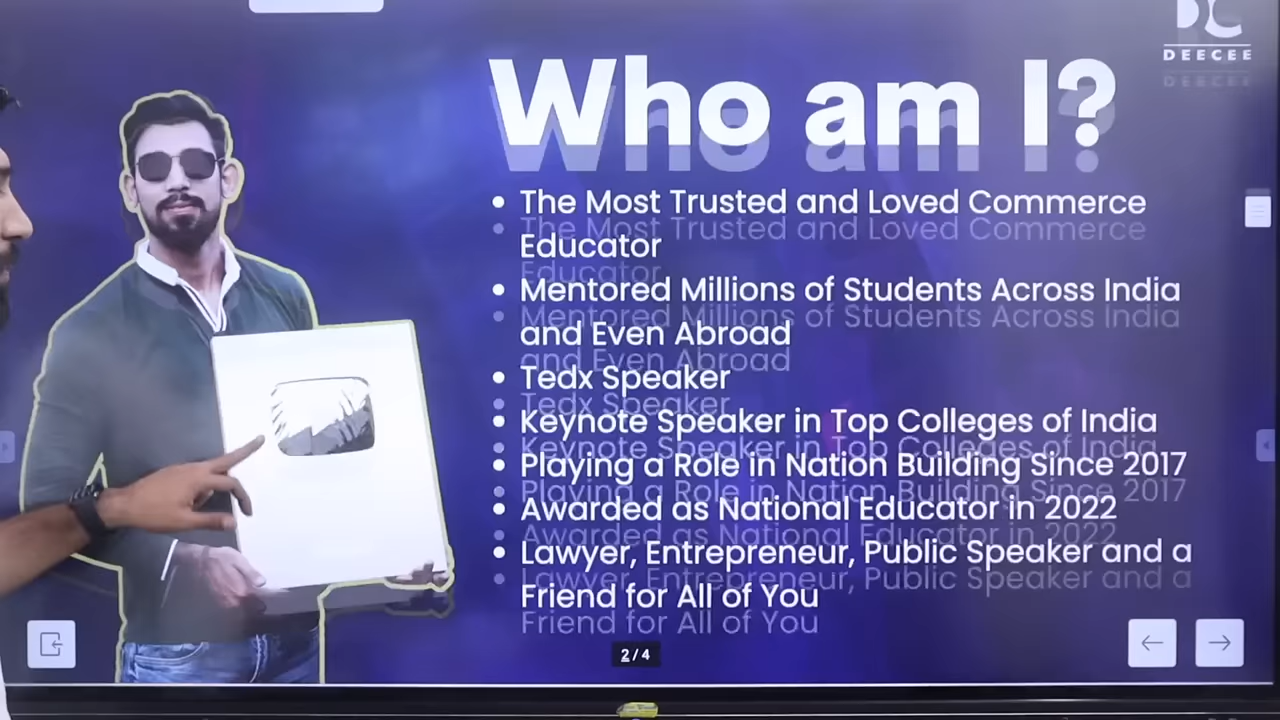 DC
DEECEE
Who am I?
• The Most Trusted and Loved Commerce
Educator
• Mentored Millions of Students Across India
and Even Abroad
• Tedx Speaker
• Keynote Speaker in Top Colleges of India
• Playing a Role in Nation Building Since 2017
• Awarded as National Educator in 2022
• Lawyer, Entrepreneur, Public Speaker and a
Friend for All of You
2/4